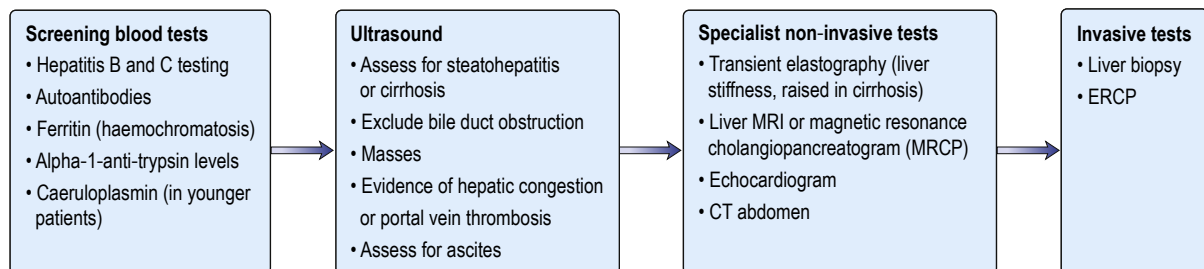 Screening blood tests
• Hepatitis B and C testing
• Autoantibodies
• Ferritin (haemochromatosis)
• Alpha-1-anti-trypsin levels
• Caeruloplasmin (in younger
patients)
Ultrasound
• Assess for steatohepatitis
or cirrhosis
• Exclude bile duct obstruction
• Masses
• Evidence of hepatic congestion
or portal vein thrombosis
• Assess for ascites
Specialist non-invasive tests
• Transient elastography (liver
stiffness, raised in cirrhosis)
• Liver MRI or magnetic resonance
cholangiopancreatogram (MRCP)
• Echocardiogram
• CT abdomen
Invasive tests
• Liver biopsy
• ERCP